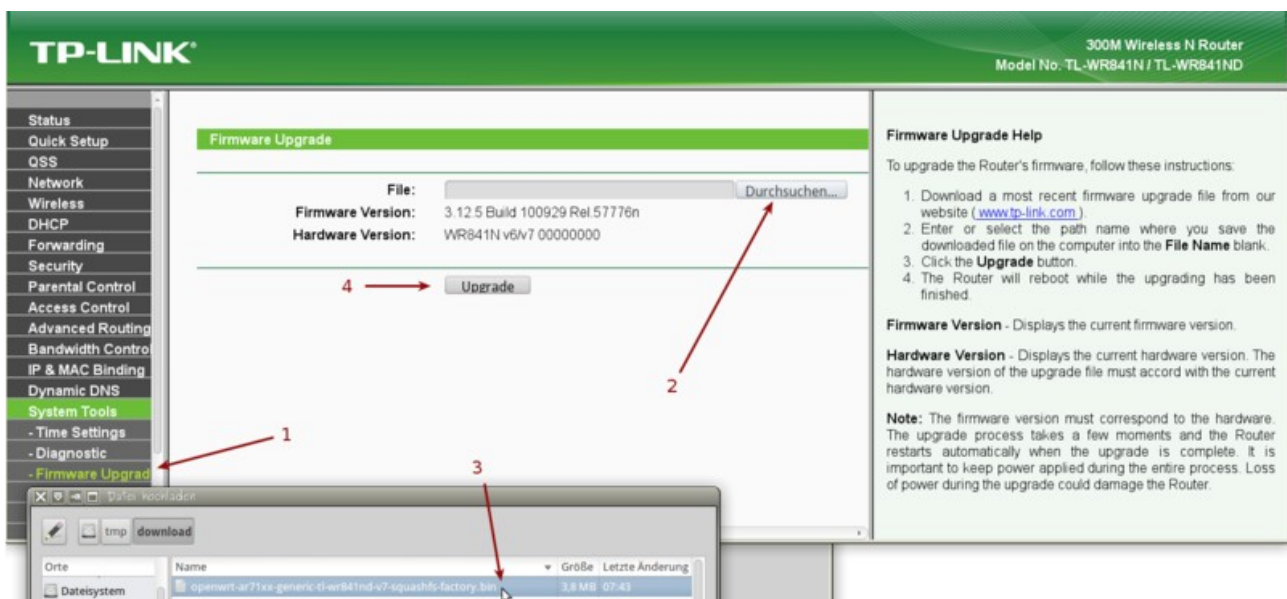 TP-LINK®
300M Wireless N Router
Model No. TL-WR841N / TL-WR841ND
Status
Quick Setup
QSS
Network
Wireless
DHCP
Forwarding
Security
Parental Control
Access Control
Advanced Routing
Bandwidth Control
IP & MAC Binding
Dynamic DNS
System Tools
- Time Settings
- Diagnostic
- Firmware Upgrad
Firmware Upgrade
File:
Durchsuchen...
Firmware Version:
3.12.5 Build 100929 Rel.57776n
Hardware Version:
WR841N v6/v7 00000000
4
Upgrade
2
1
3
Firmware Upgrade Help
To upgrade the Router's firmware, follow these instructions:
1. Download a most recent firmware upgrade file from our
website ( www.tp-link.com ).
2. Enter or select the path name where you save the
downloaded file on the computer into the File Name blank.
3. Click the Upgrade button.
4. The Router will reboot while the upgrading has been
finished.
Firmware Version - Displays the current firmware version.
Hardware Version - Displays the current hardware version. The
hardware version of the upgrade file must accord with the current
hardware version.
Note: The firmware version must correspond to the hardware.
The upgrade process takes a few moments and the Router
restarts automatically when the upgrade is complete. It is
important to keep power applied during the entire process. Loss
of power during the upgrade could damage the Router.
Datei hochladen
tmp download
Orte
Name
Größe
Letzte Änderung
Dateisystem
openwrt-ar71xx-generic-tl-wr841nd-v7-squashfs-factory.bin
3,8 MB
07:43